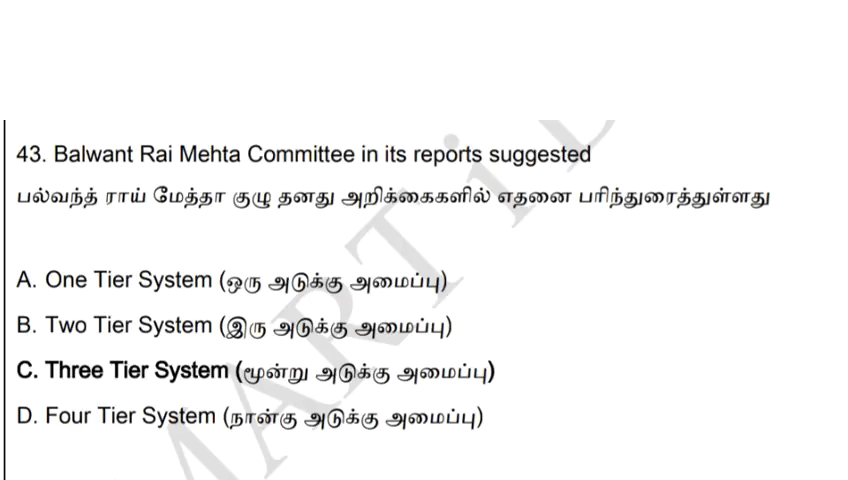 43. Balwant Rai Mehta Committee in its reports suggested
பல்வந்த் ராய் மேத்தா குழு தனது அறிக்கைகளில் எதனை பரிந்துரைத்துள்ளது
A. One Tier System (ஒரு அடுக்கு அமைப்பு)
B. Two Tier System (இரு அடுக்கு அமைப்பு)
C. Three Tier System (மூன்று அடுக்கு அமைப்பு)
D. Four Tier System (நான்கு அடுக்கு அமைப்பு)